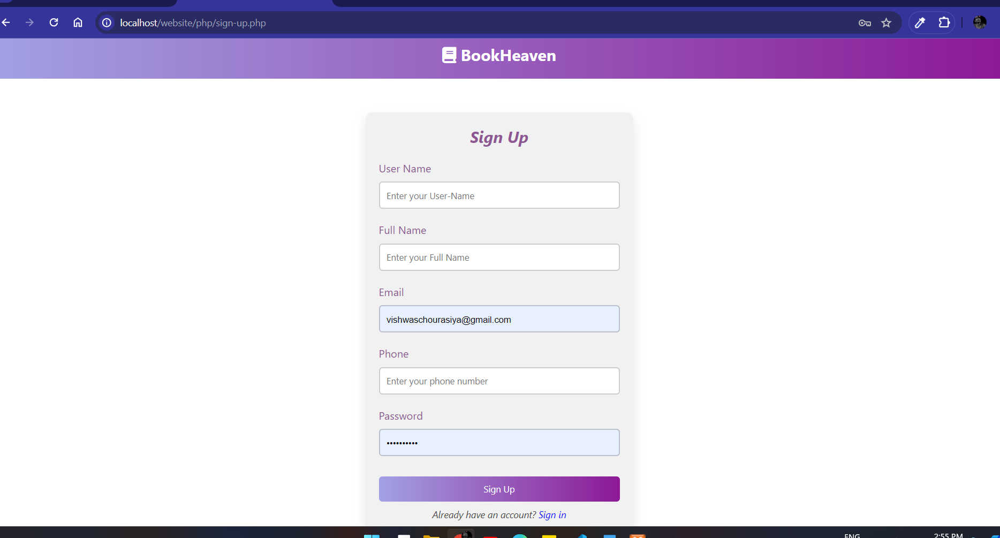 localhost/website/php/sign-up.php
BookHeaven
Sign Up
User Name
Enter your User-Name
Full Name
Enter your Full Name
Email
vishwaschourasiya@gmail.com
Phone
Enter your phone number
Password
••••••••••
Sign Up
Already have an account? Sign in
ENG
2:55 PM